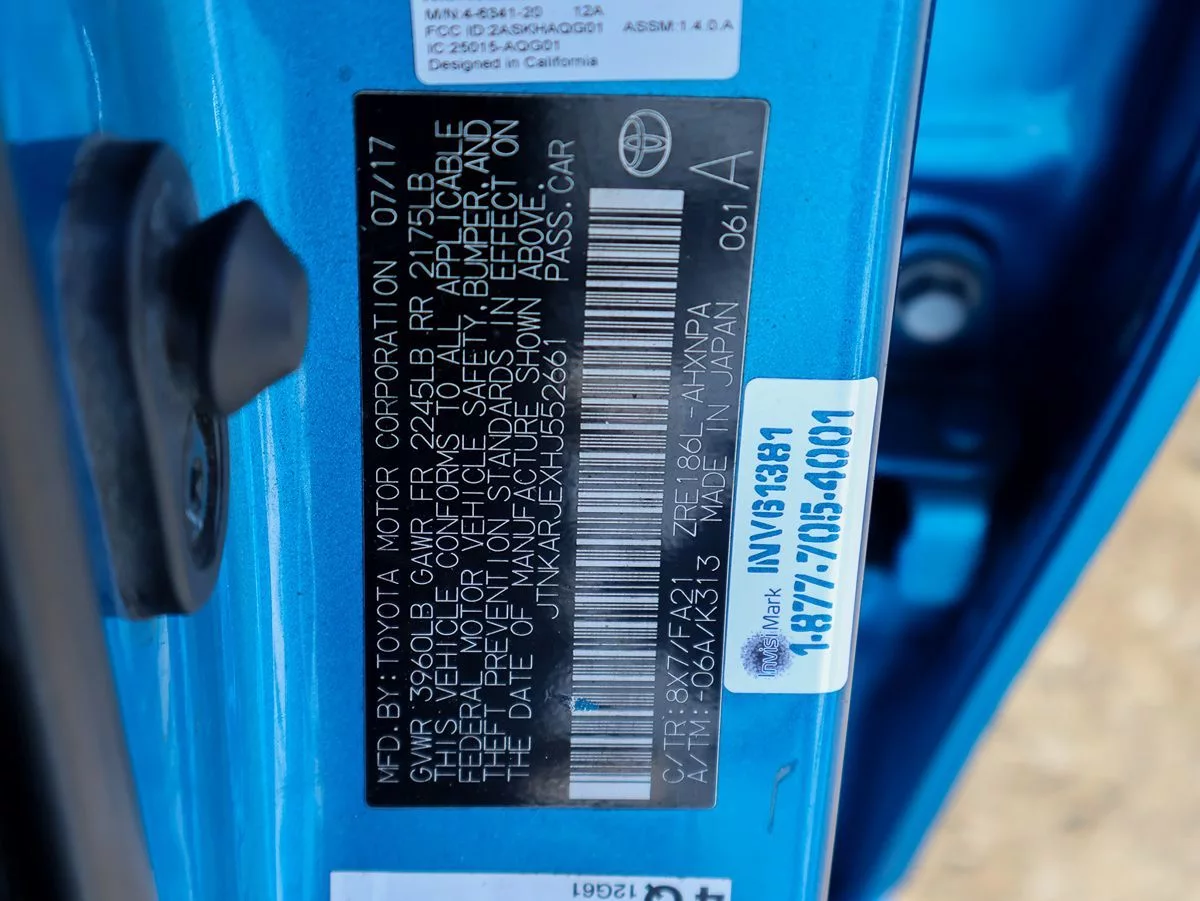 M/N:4-6341-20 12A
FCC ID:2ASKHAQG01 ASSM:1.4.0.A
IC:25015-AQG01
Designed in California
MFD.BY:TOYOTA MOTOR CORPORATION 07/17
GVWR 3960LB GAWR FR 2245LB RR 2175LB
THIS VEHICLE CONFORMS TO ALL APPLICABLE
FEDERAL MOTOR VEHICLE SAFETY, BUMPER, AND
THEFT PREVENTION STANDARDS IN EFFECT ON
THE DATE OF MANUFACTURE SHOWN ABOVE.
JTNKARJEXHJ552661 PASS.CAR
C/TR:8X7/FA21 ZRE186L-AHXNPA 061 A
A/TM:-06A/K313 MADE IN JAPAN
InvisiMark INV61381
1-877-705-4001
4Q
12G61